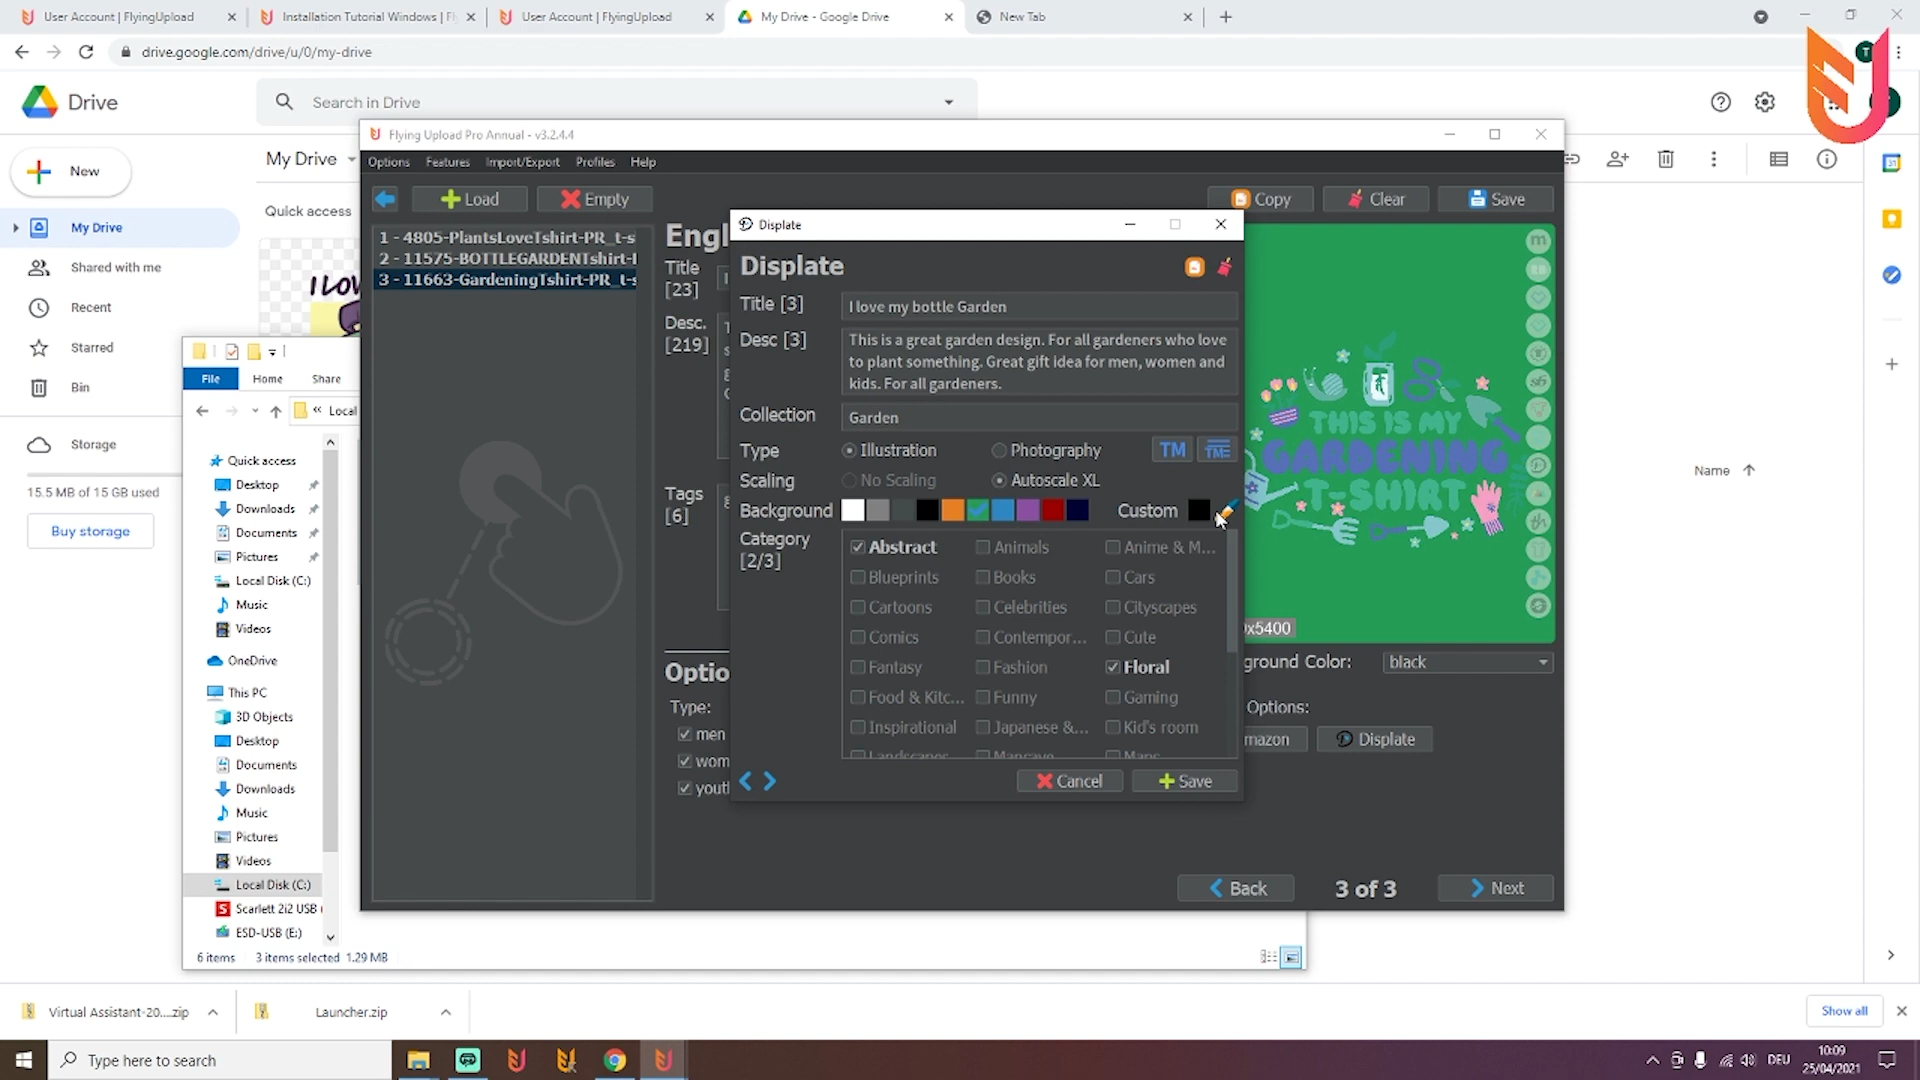 User Account | FlyingUpload
Installation Tutorial Windows | F
User Account | FlyingUpload
My Drive - Google Drive
New Tab
drive.google.com/drive/u/0/my-drive
T
Drive
Search in Drive
New
My Drive
Shared with me
Recent
Starred
Bin
Storage
15.5 MB of 15 GB used
Buy storage
My Drive
Quick access
I LO
Name
31
File
Home
Share
« Local
Quick access
Desktop
Downloads
Documents
Pictures
Local Disk (C:)
Music
Videos
OneDrive
This PC
3D Objects
Desktop
Documents
Downloads
Music
Pictures
Videos
Local Disk (C:)
Scarlett 2i2 USB
ESD-USB (E:)
6 items
3 items selected 1.29 MB
Flying Upload Pro Annual - v3.2.4.4
Options
Features
Import/Export
Profiles
Help
Load
Empty
Copy
Clear
Save
1 - 4805-PlantsLoveTshirt-PR_t-s
2 - 11575-BOTTLEGARDENTshirt-
3 - 11663-GardeningTshirt-PR_t-s
Engl
Title
[23]
Desc.
[219]
Tags
[6]
Optio
Type:
men
wom
yout
Displate
Displate
Title [3]
I love my bottle Garden
Desc [3]
This is a great garden design. For all gardeners who love
to plant something. Great gift idea for men, women and
kids. For all gardeners.
Collection
Garden
Type
Illustration
Photography
TM
TM
Scaling
No Scaling
Autoscale XL
Background
Custom
Category
[2/3]
Abstract
Animals
Anime & M...
Blueprints
Books
Cars
Cartoons
Celebrities
Cityscapes
Comics
Contempor...
Cute
Fantasy
Fashion
Floral
Food & Kitc...
Funny
Gaming
Inspirational
Japanese &...
Kid's room
Landscapes
Mancave
Maps
Cancel
Save
THIS IS MY
GARDENING
T-SHIRT
x5400
ground Color:
black
Options:
mazon
Displate
Back
3 of 3
Next
Virtual Assistant-20....zip
Launcher.zip
Show all
Type here to search
DEU
10:09
25/04/2021